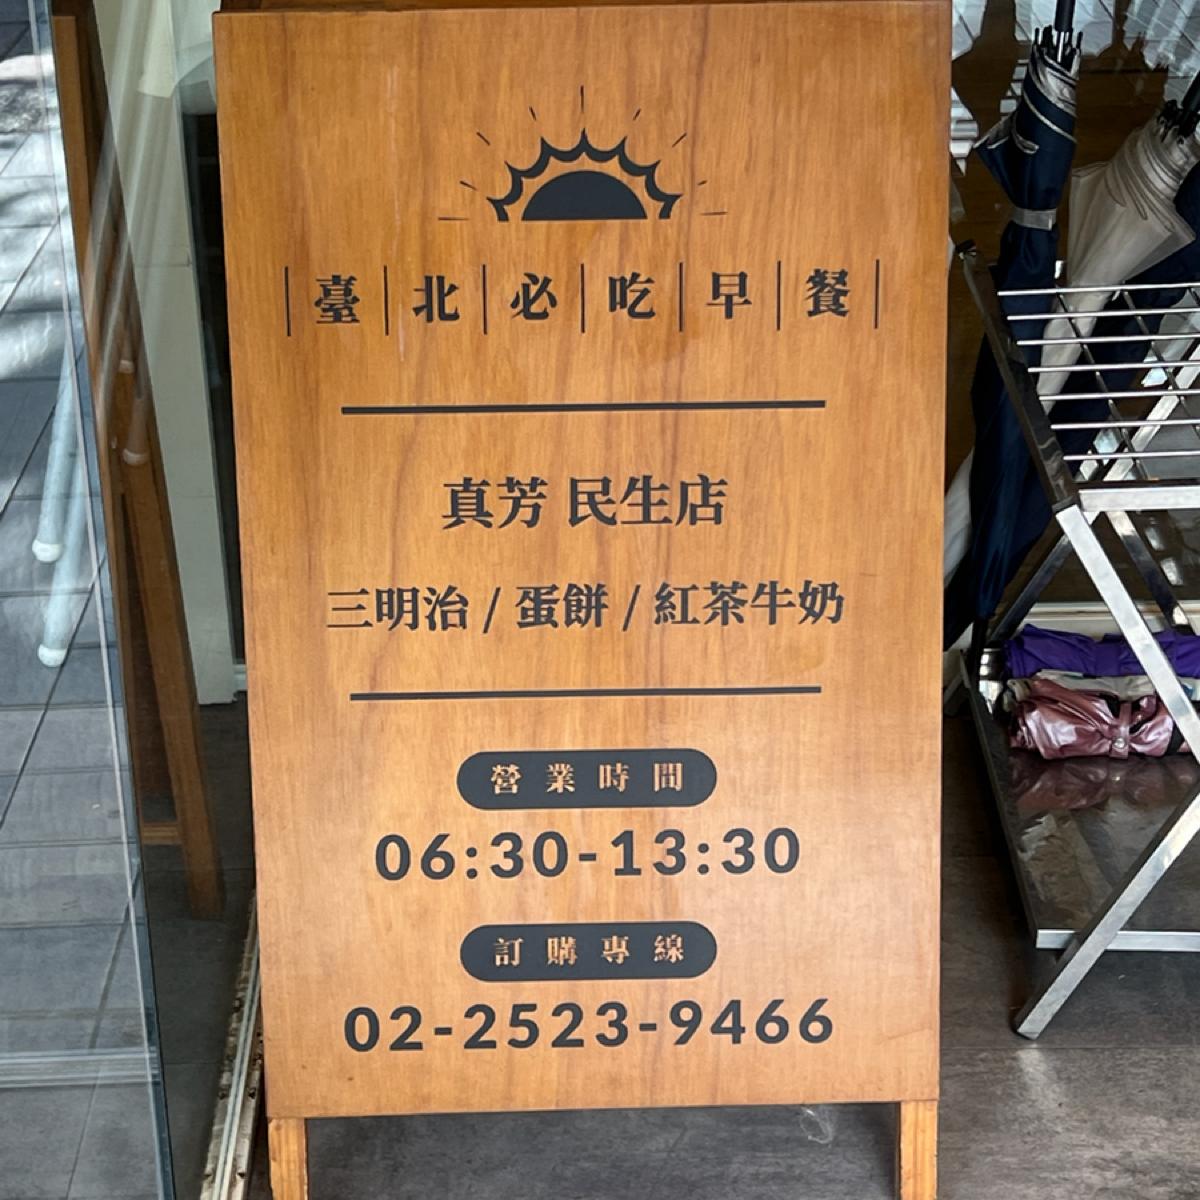 |臺|北|必|吃|早|餐|
真芳 民生店
三明治 / 蛋餅 / 紅茶牛奶
營業時間
06:30-13:30
訂購專線
02-2523-9466